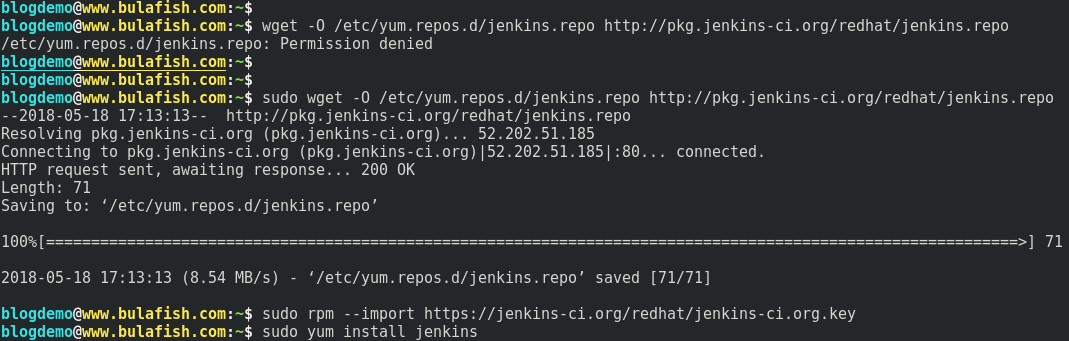 blogdemo@www.bulafish.com:~$
blogdemo@www.bulafish.com:~$ wget -O /etc/yum.repos.d/jenkins.repo http://pkg.jenkins-ci.org/redhat/jenkins.repo
/etc/yum.repos.d/jenkins.repo: Permission denied
blogdemo@www.bulafish.com:~$
blogdemo@www.bulafish.com:~$
blogdemo@www.bulafish.com:~$ sudo wget -O /etc/yum.repos.d/jenkins.repo http://pkg.jenkins-ci.org/redhat/jenkins.repo
--2018-05-18 17:13:13--  http://pkg.jenkins-ci.org/redhat/jenkins.repo
Resolving pkg.jenkins-ci.org (pkg.jenkins-ci.org)... 52.202.51.185
Connecting to pkg.jenkins-ci.org (pkg.jenkins-ci.org)|52.202.51.185|:80... connected.
HTTP request sent, awaiting response... 200 OK
Length: 71
Saving to: ‘/etc/yum.repos.d/jenkins.repo’
100%[============================================================================================================>] 71
2018-05-18 17:13:13 (8.54 MB/s) - ‘/etc/yum.repos.d/jenkins.repo’ saved [71/71]
blogdemo@www.bulafish.com:~$ sudo rpm --import https://jenkins-ci.org/redhat/jenkins-ci.org.key
blogdemo@www.bulafish.com:~$ sudo yum install jenkins